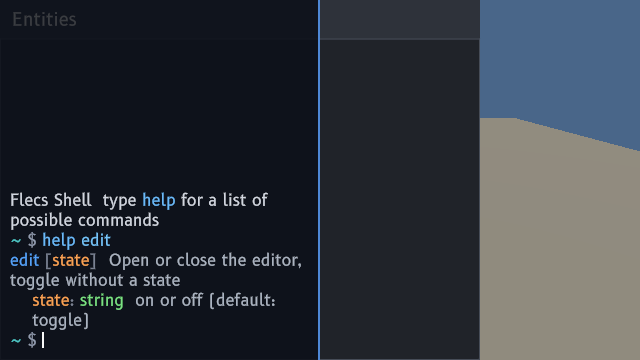 Entities
Flecs Shell  type help for a list of
possible commands
~ $ help edit
edit [state]  Open or close the editor,
toggle without a state
state: string  on or off [default:
toggle]
~ $